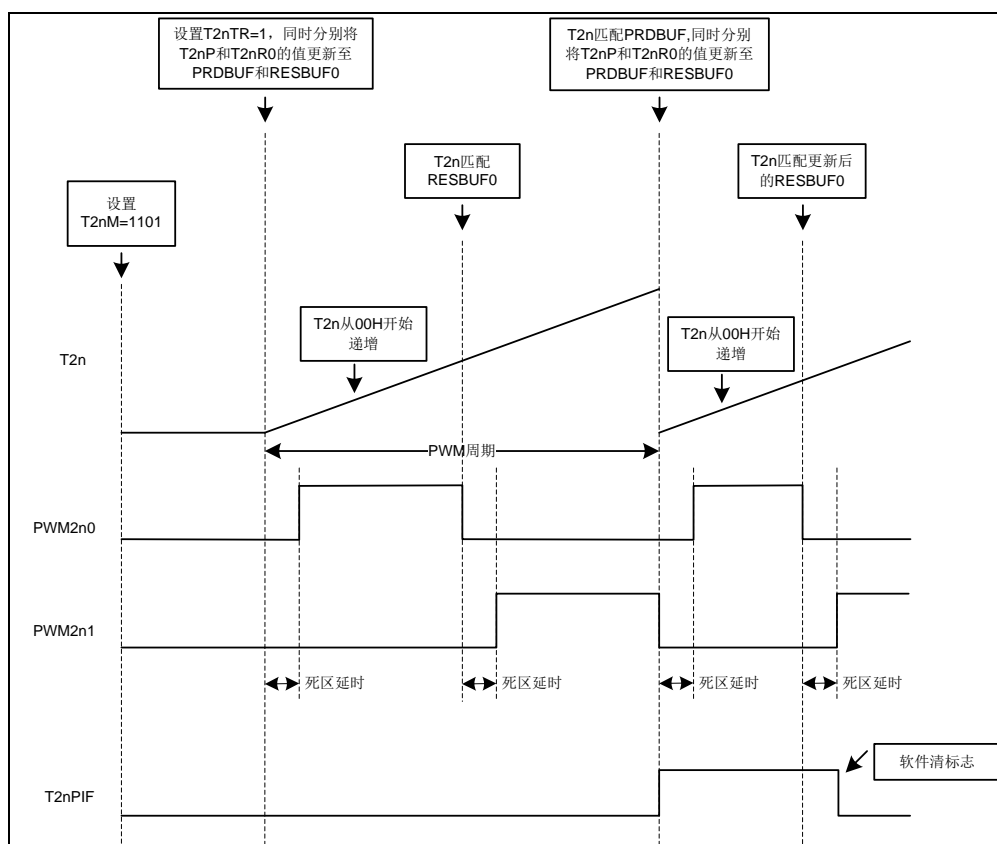 设置T2nTR=1，同时分别将
T2nP和T2nR0的值更新至
PRDBUF和RESBUF0
T2n匹配PRDBUF,同时分别
将T2nP和T2nR0的值更新至
PRDBUF和RESBUF0
T2n匹配
RESBUF0
T2n匹配更新后
的RESBUF0
设置
T2nM=1101
T2n从00H开始
递增
T2n从00H开始
递增
T2n
PWM周期
PWM2n0
PWM2n1
死区延时
死区延时
死区延时
死区延时
软件清标志
T2nPIF